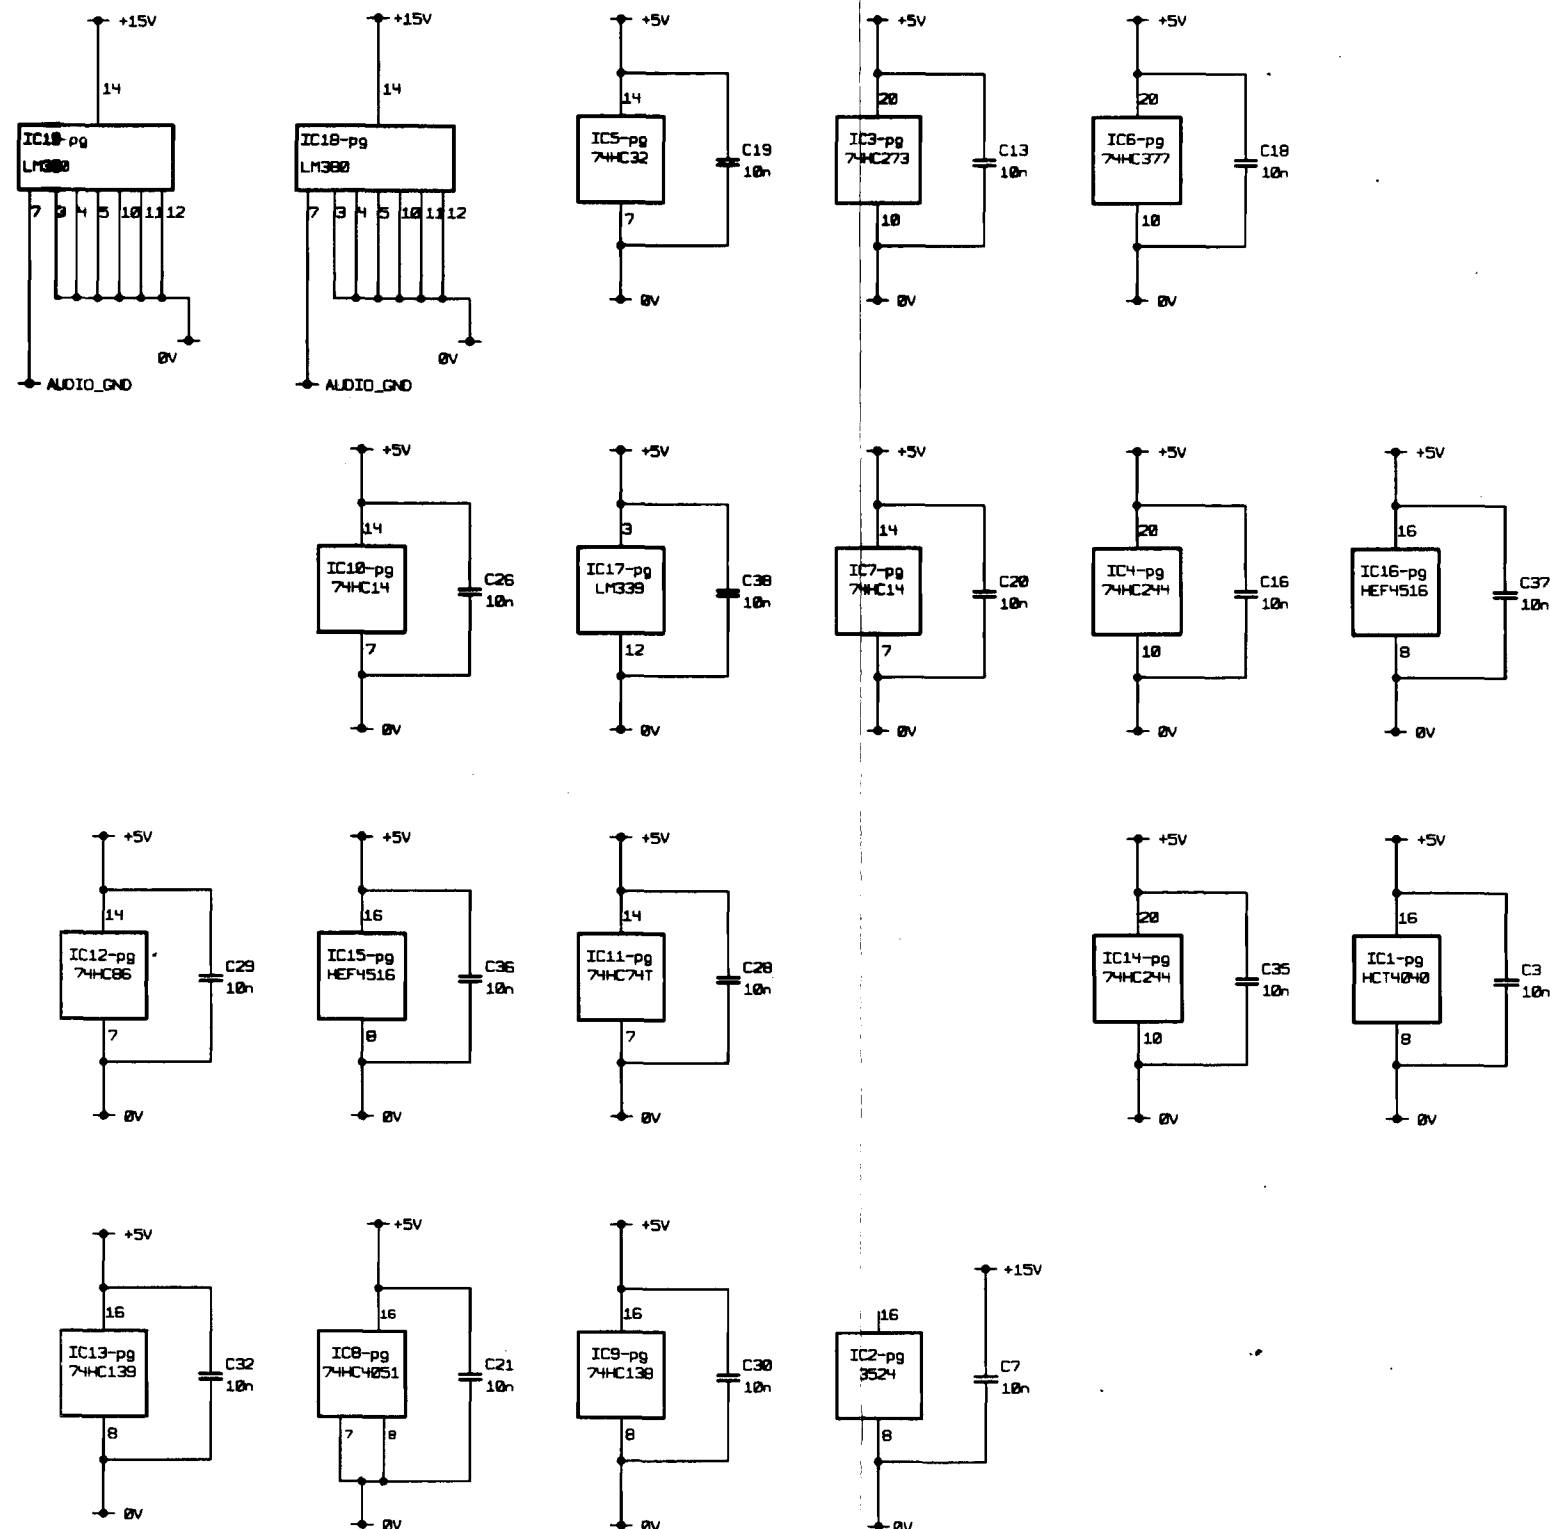 +15V
14
IC19-pg
LM380
7 3 4 5 10 11 12
0V
AUDIO_GND
+15V
14
IC18-pg
LM380
7 3 4 5 10 11 12
0V
AUDIO_GND
+5V
14
IC5-pg
74HC32
7
C19
10n
0V
+5V
20
IC3-pg
74HC273
10
C13
10n
0V
+5V
20
IC6-pg
74HC377
10
C18
10n
0V
+5V
14
IC10-pg
74HC14
7
C26
10n
0V
+5V
3
IC17-pg
LM339
12
C38
10n
0V
+5V
14
IC7-pg
74HC14
7
C20
10n
0V
+5V
20
IC4-pg
74HC244
10
C16
10n
0V
+5V
16
IC16-pg
HEF4516
8
C37
10n
0V
+5V
14
IC12-pg
74HC86
7
C29
10n
0V
+5V
16
IC15-pg
HEF4516
8
C36
10n
0V
+5V
14
IC11-pg
74HC74T
7
C28
10n
0V
+5V
20
IC14-pg
74HC244
10
C35
10n
0V
+5V
16
IC1-pg
HCT4040
8
C3
10n
0V
+5V
16
IC13-pg
74HC139
8
C32
10n
0V
+5V
16
IC8-pg
74HC4051
7 8
C21
10n
0V
+5V
16
IC9-pg
74HC138
8
C30
10n
0V
+15V
16
IC2-pg
3524
8
C7
10n
0V